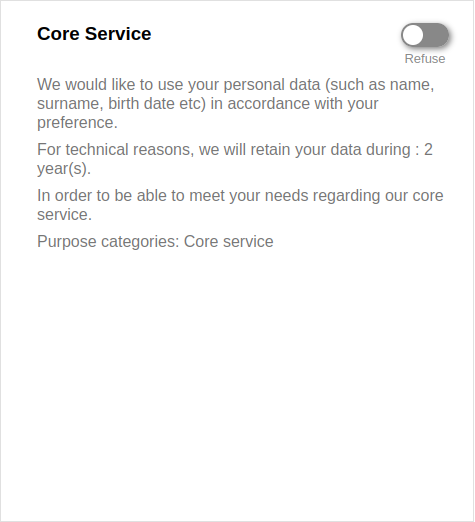 Core Service
Refuse
We would like to use your personal data (such as name,
surname, birth date etc) in accordance with your
preference.
For technical reasons, we will retain your data during : 2
year(s).
In order to be able to meet your needs regarding our core
service.
Purpose categories: Core service